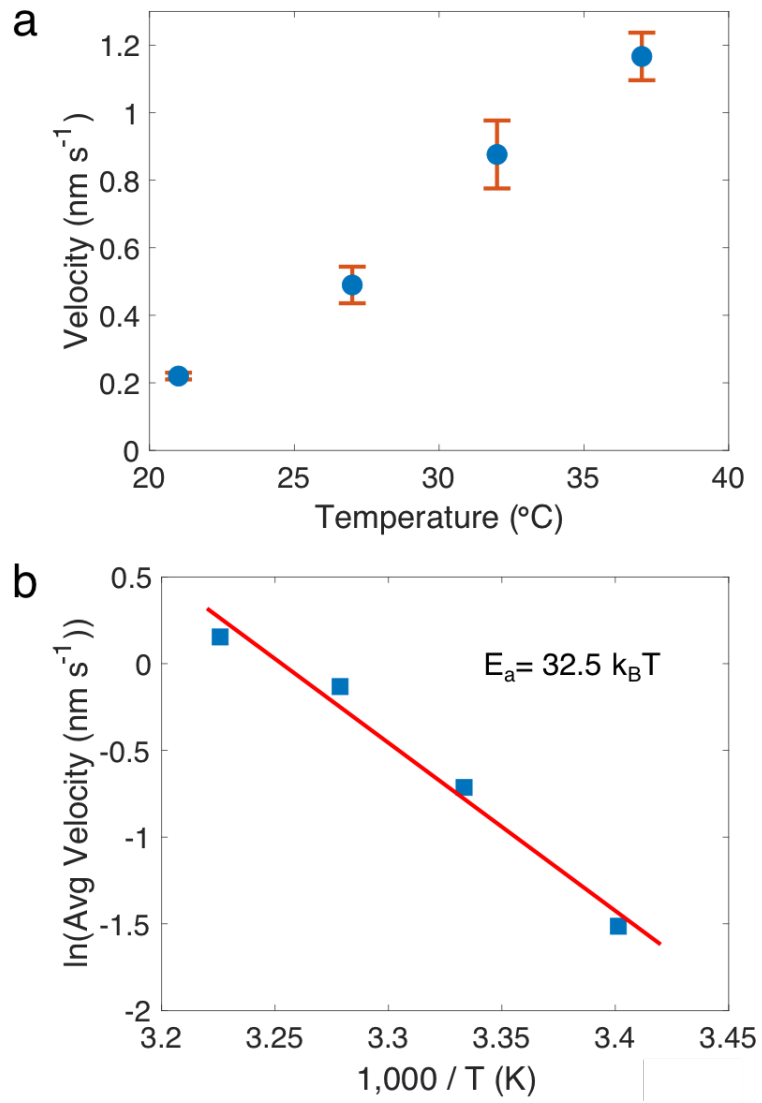 a
1.2
1
0.8
0.6
0.4
0.2
0
Velocity (nm s⁻¹)
20 25 30 35 40
Temperature (°C)
b
0.5
0
-0.5
-1
-1.5
-2
ln(Avg Velocity (nm s⁻¹))
Eₐ= 32.5 k_BT
3.2 3.25 3.3 3.35 3.4 3.45
1,000 / T (K)